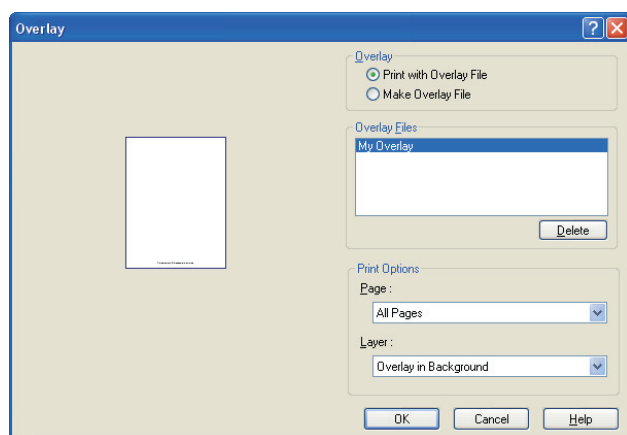 Overlay
Overlay
Print with Overlay File
Make Overlay File
Overlay Files
My Overlay
Delete
Print Options
Page :
All Pages
Layer :
Overlay in Background
OK
Cancel
Help